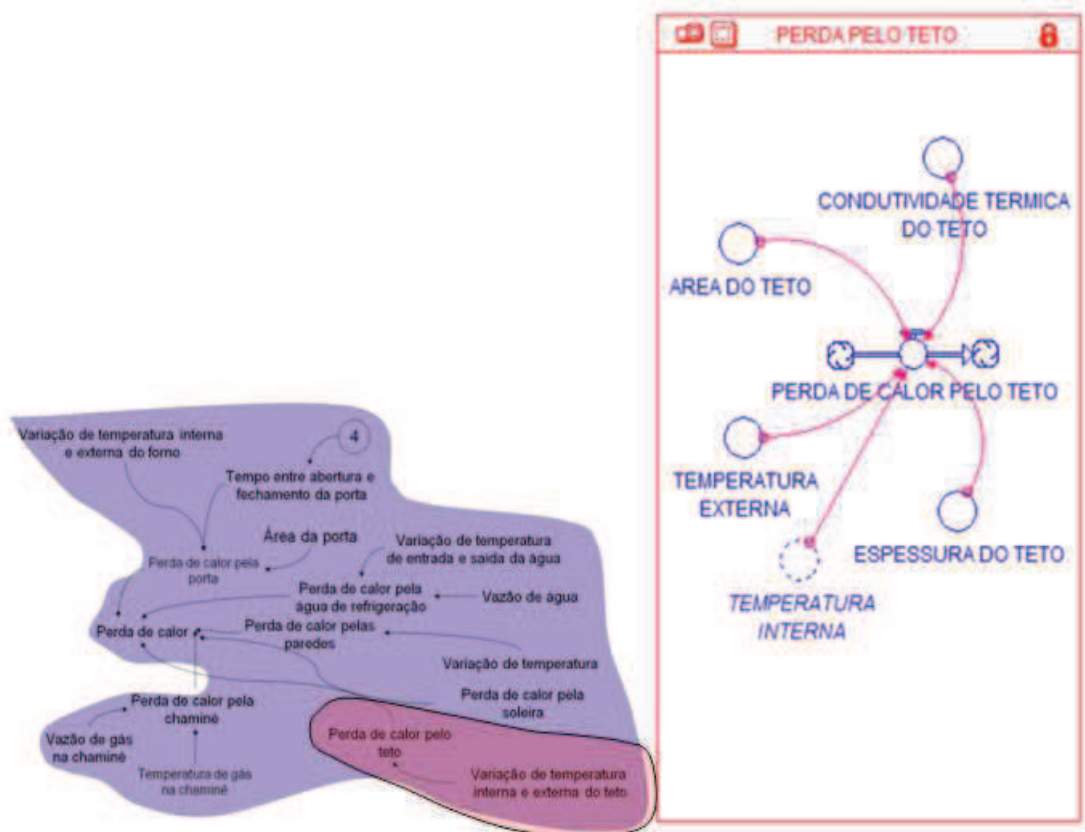 PERDA PELO TETO
CONDUTIVIDADE TERMICA
DO TETO
AREA DO TETO
PERDA DE CALOR PELO TETO
TEMPERATURA
EXTERNA
ESPESSURA DO TETO
TEMPERATURA
INTERNA
Variação de temperatura interna
e externa do forno
4
Tempo entre abertura e
fechamento da porta
Área da porta
Variação de temperatura
de entrada e saída da água
Perda de calor pela
porta
Perda de calor pela
água de refrigeração
Vazão de água
Perda de calor
Perda de calor pelas
paredes
Variação de temperatura
Perda de calor pela
chaminé
Perda de calor pela
soleira
Vazão de gás
na chaminé
Perda de calor pelo
teto
Temperatura de gás
na chaminé
Variação de temperatura
interna e externa do teto